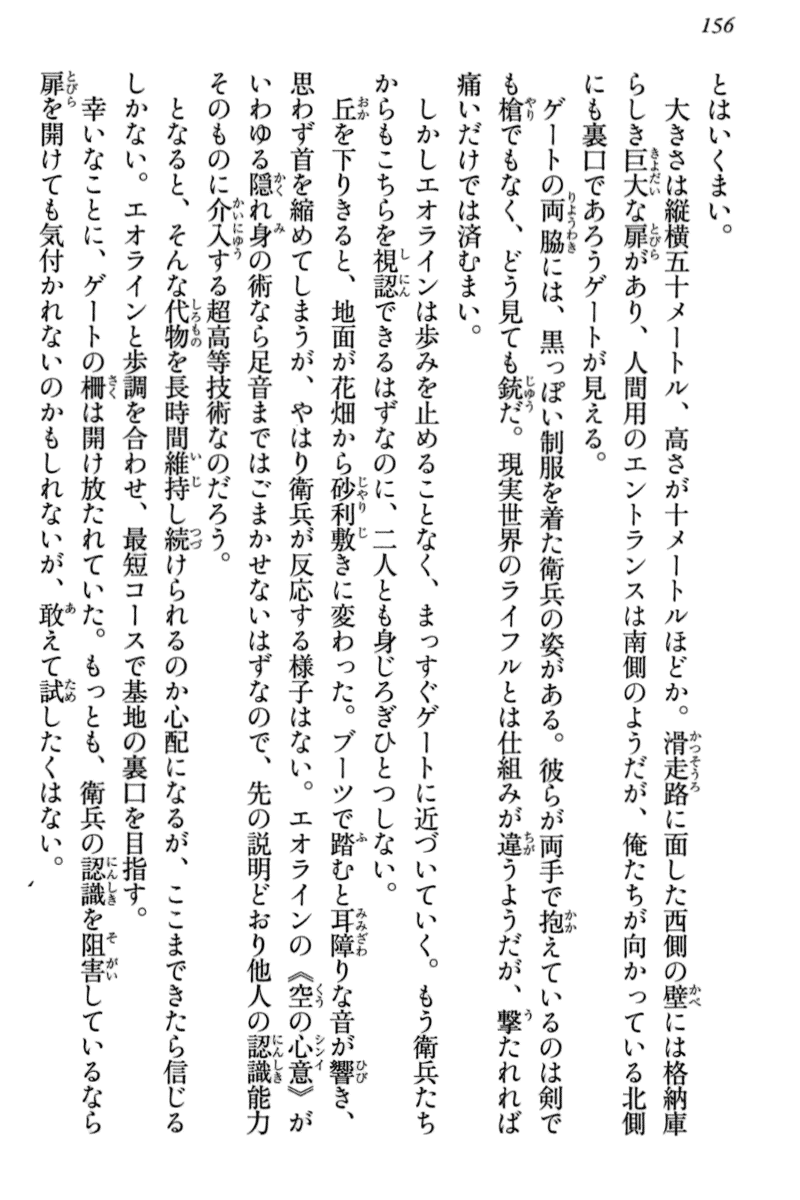 156
とはいくまい。
大きさは縦横五十メートル、高さが十メートルほどか。滑走路に面した西側の壁には格納庫
らしき巨大な扉があり、人間用のエントランスは南側のようだが、俺たちが向かっている北側
にも裏口であろうゲートが見える。
ゲートの両脇には、黒っぽい制服を着た衛兵の姿がある。彼らが両手で抱えているのは剣で
も槍でもなく、どう見ても銃だ。現実世界のライフルとは仕組みが違うようだが、撃たれれば
痛いだけでは済むまい。
しかしエオラインは歩みを止めることなく、まっすぐゲートに近づいていく。もう衛兵たち
からもこちらを視認できるはずなのに、二人とも身じろぎひとつしない。
丘を下りきると、地面が花畑から砂利敷きに変わった。ブーツで踏むと耳障りな音が響き、
思わず首を縮めてしまうが、やはり衛兵が反応する様子はない。エオラインの《空の心意》が
いわゆる隠れ身の術なら足音まではごまかせないはずなので、先の説明どおり他人の認識能力
そのものに介入する超高等技術なのだろう。
となると、そんな代物を長時間維持し続けられるのか心配になるが、ここまできたら信じる
しかない。エオラインと歩調を合わせ、最短コースで基地の裏口を目指す。
幸いなことに、ゲートの柵は開け放たれていた。もっとも、衛兵の認識を阻害しているなら
扉を開けても気付かれないのかもしれないが、敢えて試したくはない。